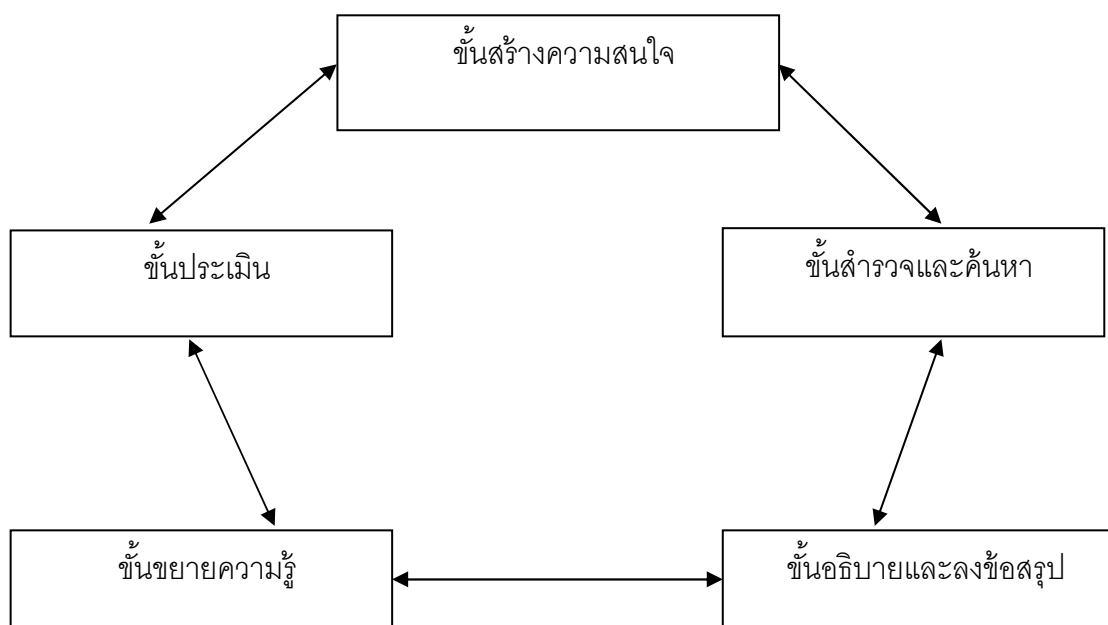 ขั้นสร้างความสนใจ
ขั้นประเมิน
ขั้นสำรวจและค้นหา
ขั้นขยายความรู้
ขั้นอธิบายและลงข้อสรุป